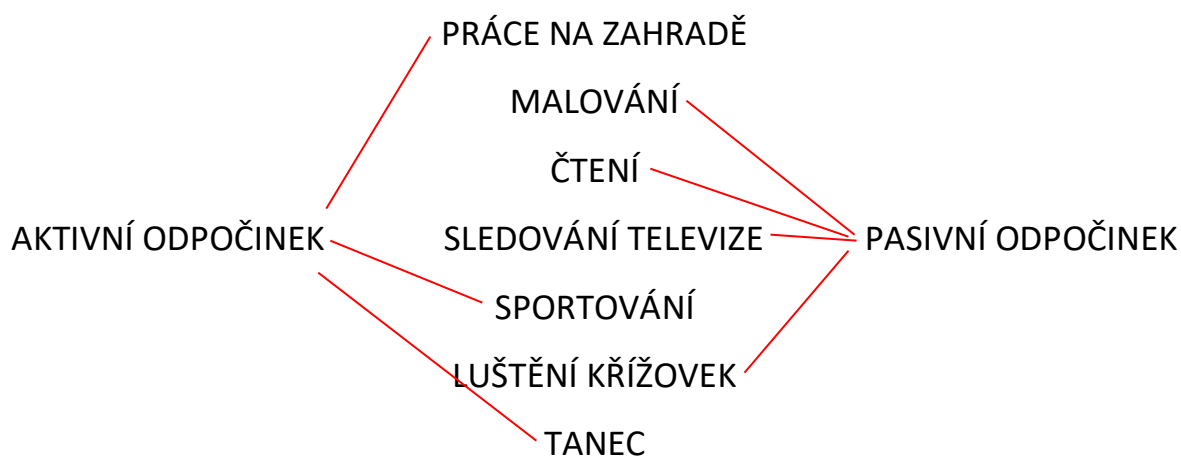 PRÁCE NA ZAHRADĚ
MALOVÁNÍ
ČTENÍ
AKTIVNÍ ODPOČINEK
SLEDOVÁNÍ TELEVIZE
PASIVNÍ ODPOČINEK
SPORTOVÁNÍ
LUŠTĚNÍ KŘÍŽOVEK
TANEC